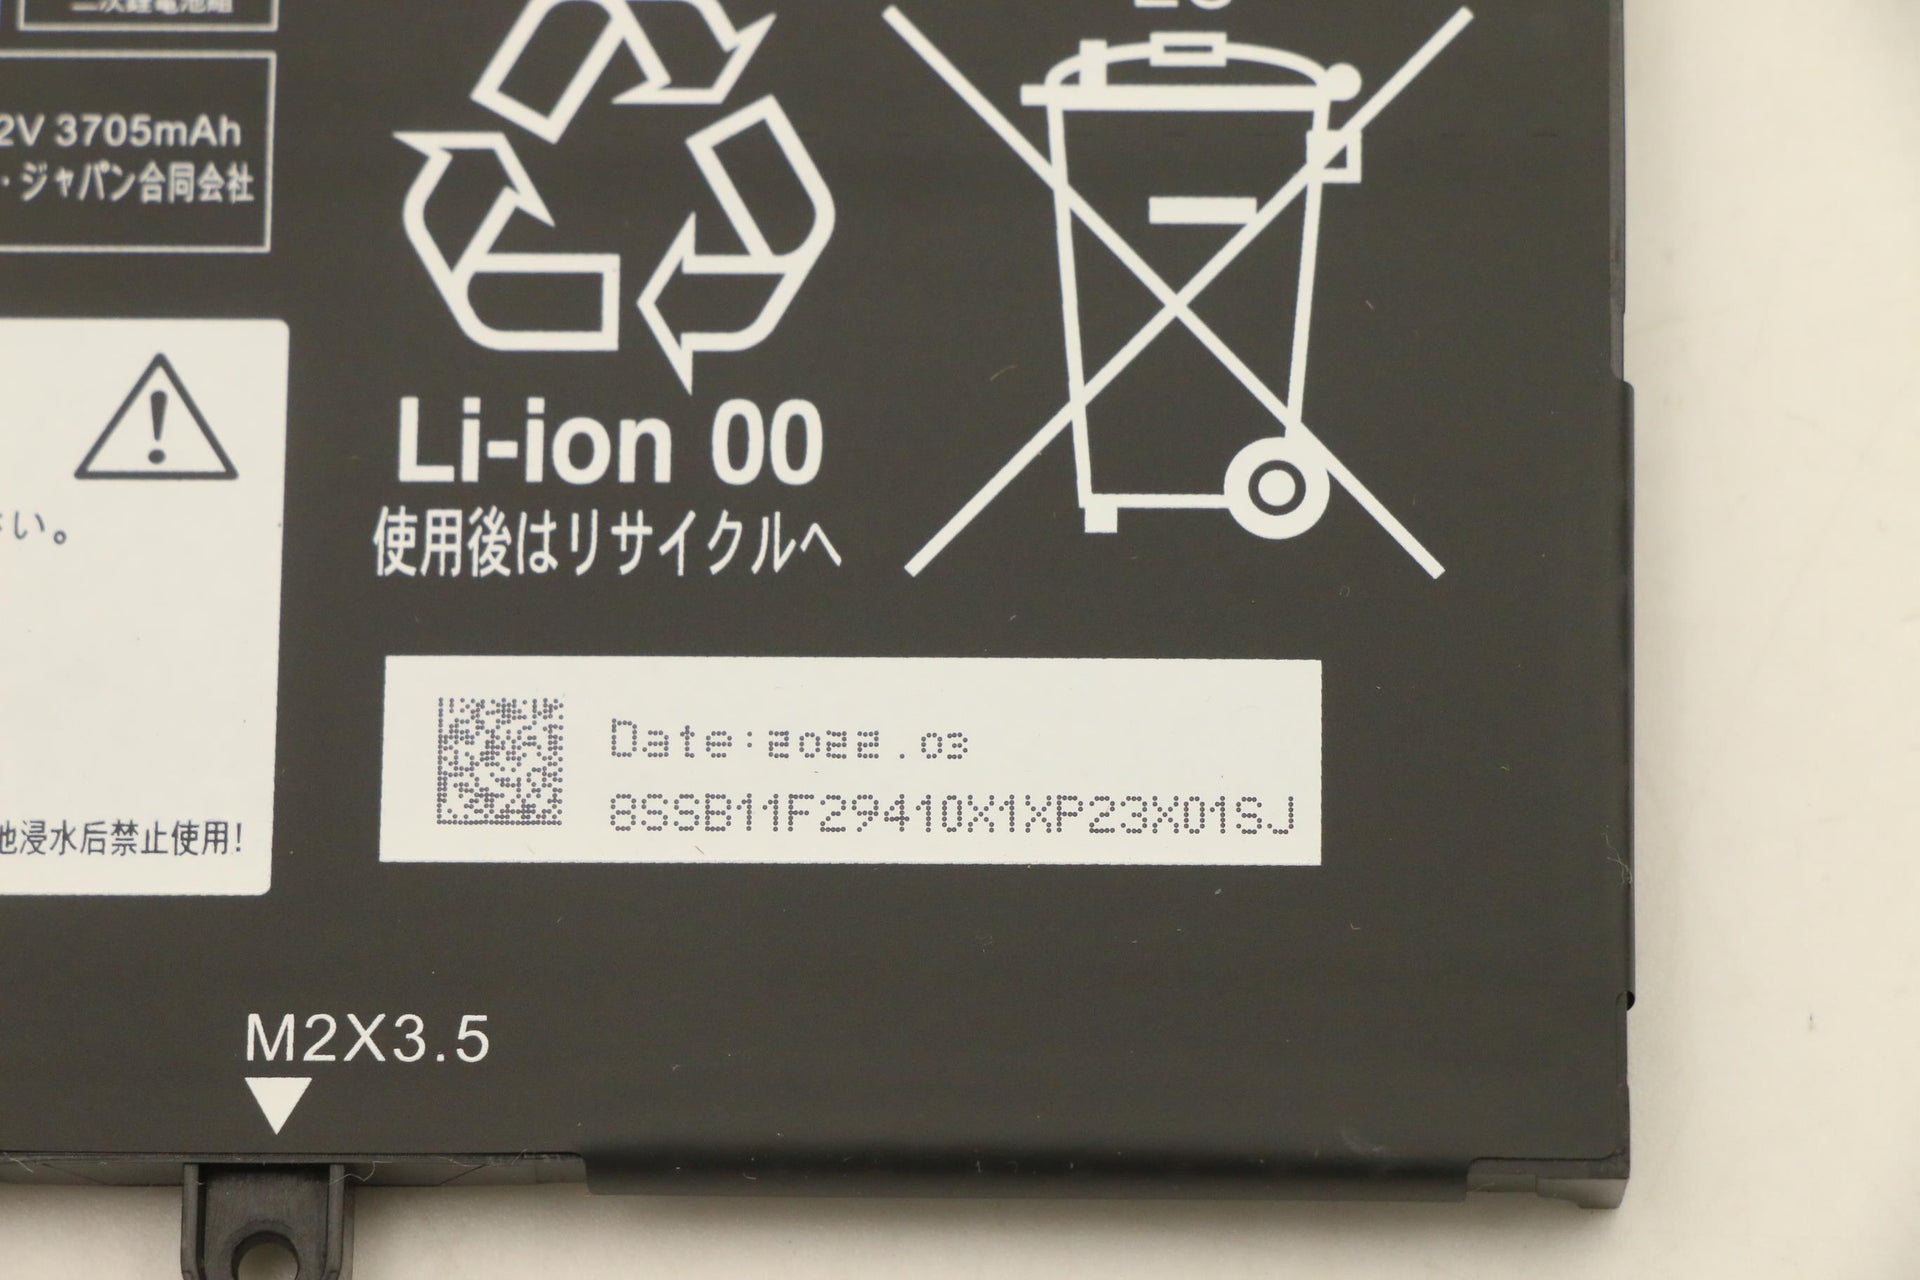 2V 3705mAh
・ジャパン合同会社
Li-ion 00
使用後はリサイクルへ
さい。
Date:2022.03
8SSB11F29410X1XP23X01SJ
池浸水后禁止使用!
M2X3.5